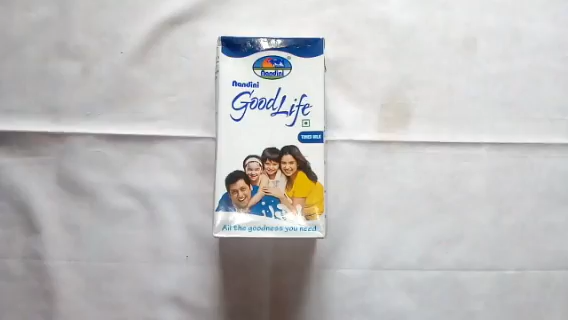 Nandini
Nandini
GoodLife
TONED MILK
All the goodness you need